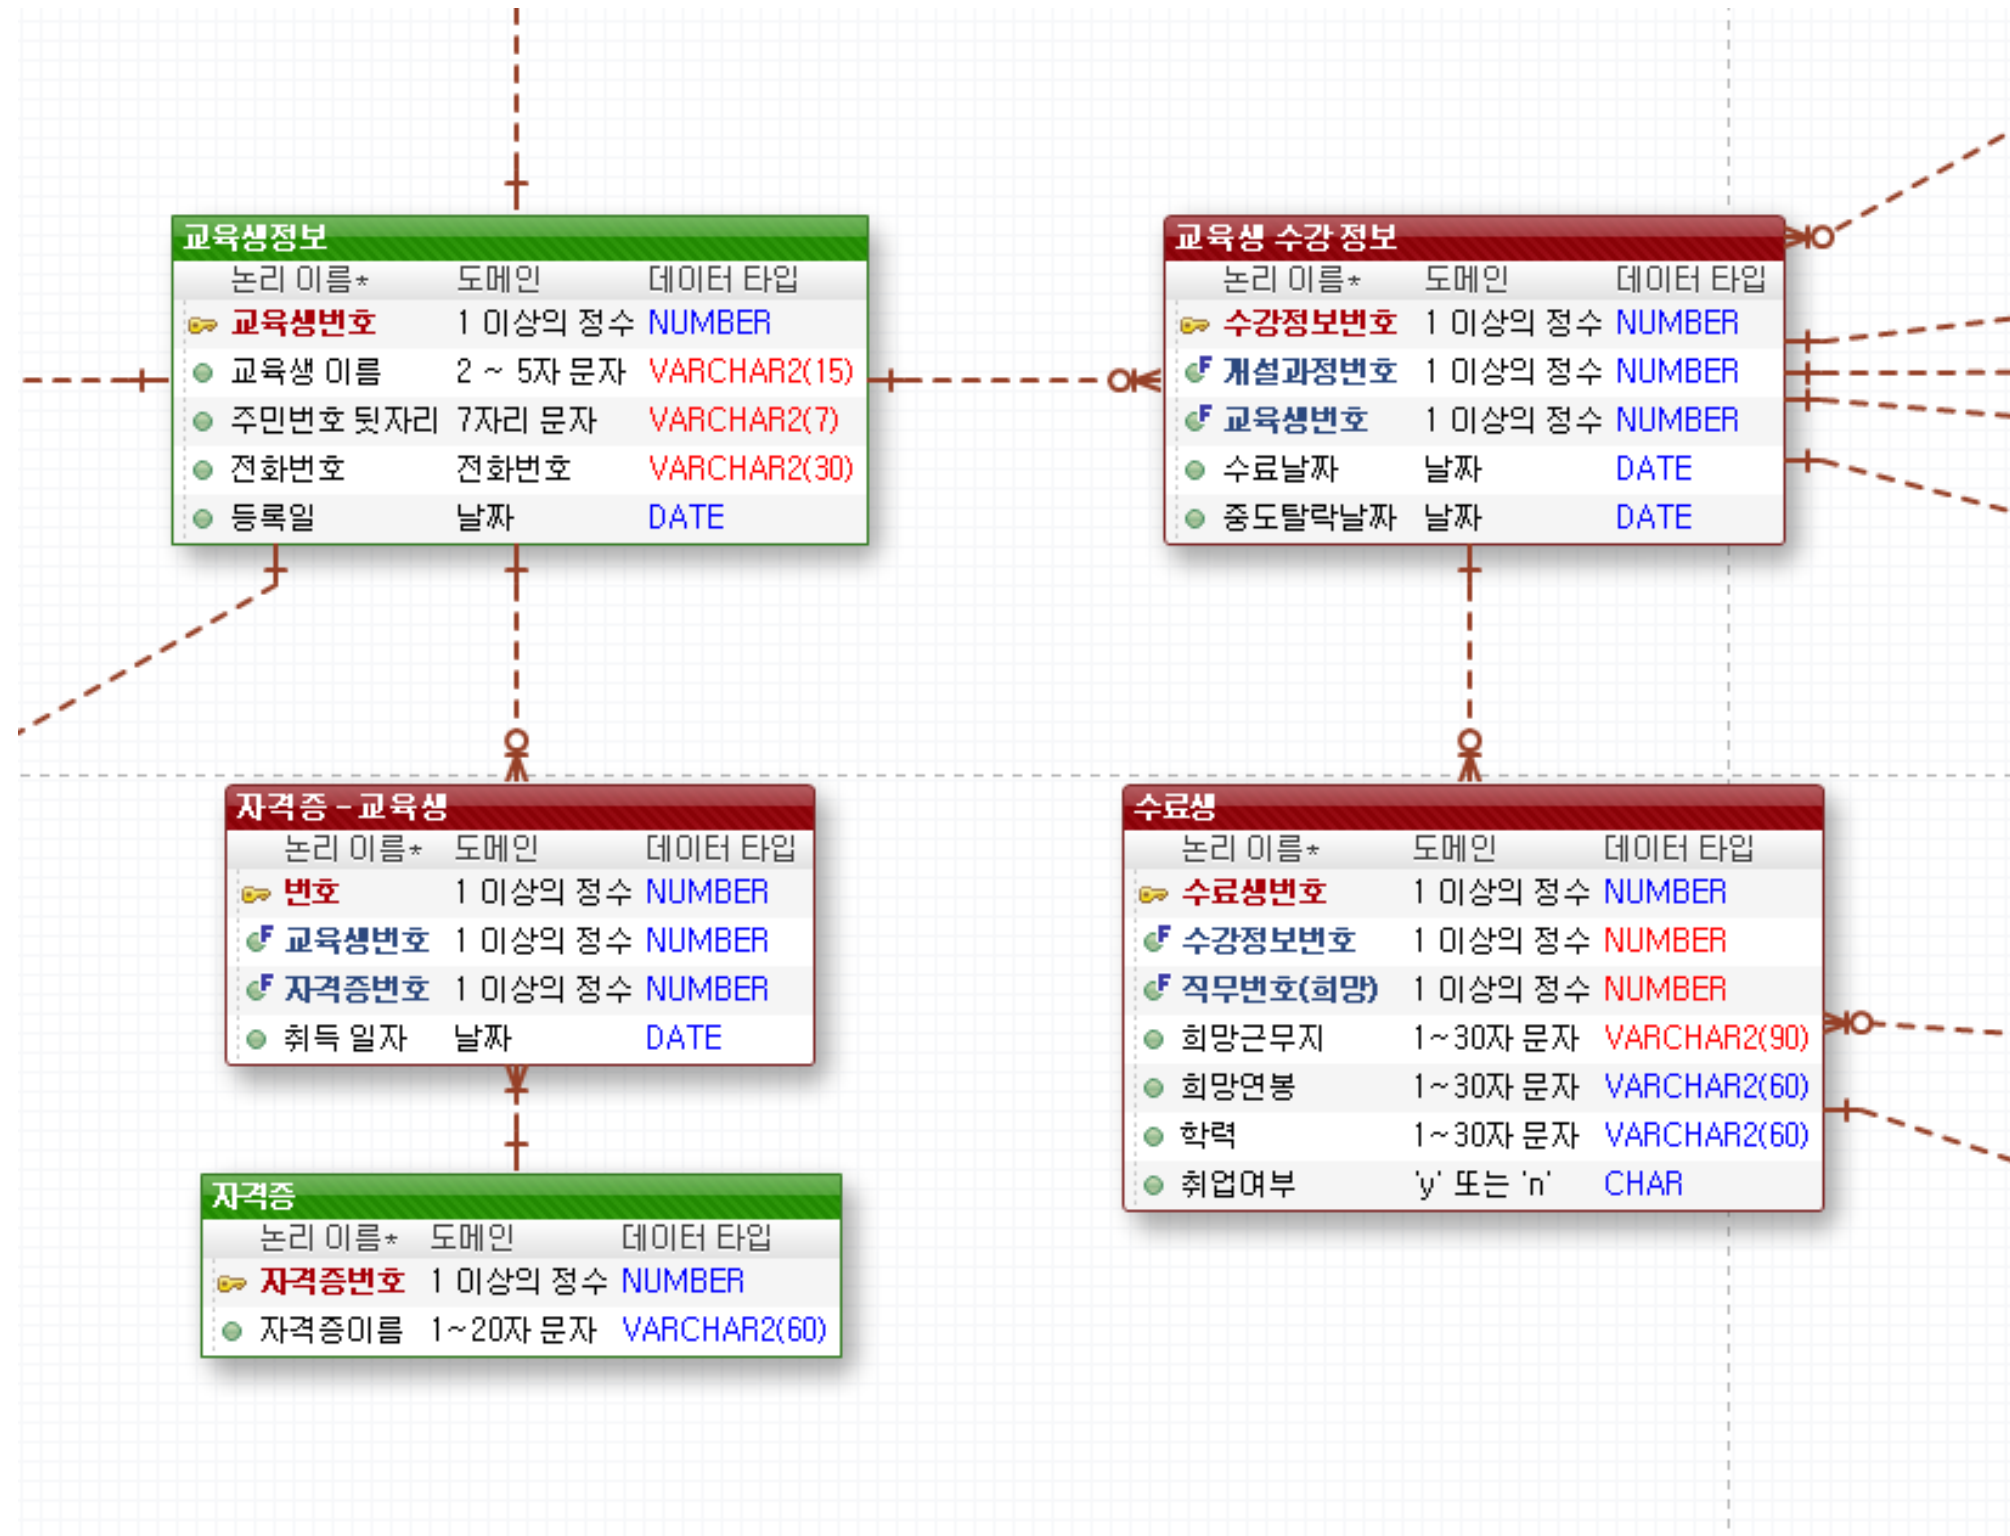 교육생정보
논리 이름* 도메인 데이터 타입
교육생번호 1 이상의 정수 NUMBER
교육생 이름 2 ~ 5자 문자 VARCHAR2(15)
주민번호 뒷자리 7자리 문자 VARCHAR2(7)
전화번호 전화번호 VARCHAR2(30)
등록일 날짜 DATE
교육생 수강 정보
논리 이름* 도메인 데이터 타입
수강정보번호 1 이상의 정수 NUMBER
F 개설과정번호 1 이상의 정수 NUMBER
F 교육생번호 1 이상의 정수 NUMBER
수료날짜 날짜 DATE
중도탈락날짜 날짜 DATE
자격증 - 교육생
논리 이름* 도메인 데이터 타입
번호 1 이상의 정수 NUMBER
F 교육생번호 1 이상의 정수 NUMBER
F 자격증번호 1 이상의 정수 NUMBER
취득 일자 날짜 DATE
수료생
논리 이름* 도메인 데이터 타입
수료생번호 1 이상의 정수 NUMBER
F 수강정보번호 1 이상의 정수 NUMBER
F 직무번호(희망) 1 이상의 정수 NUMBER
희망근무지 1~30자 문자 VARCHAR2(90)
희망연봉 1~30자 문자 VARCHAR2(60)
학력 1~30자 문자 VARCHAR2(60)
취업여부 'y' 또는 'n' CHAR
자격증
논리 이름* 도메인 데이터 타입
자격증번호 1 이상의 정수 NUMBER
자격증이름 1~20자 문자 VARCHAR2(60)